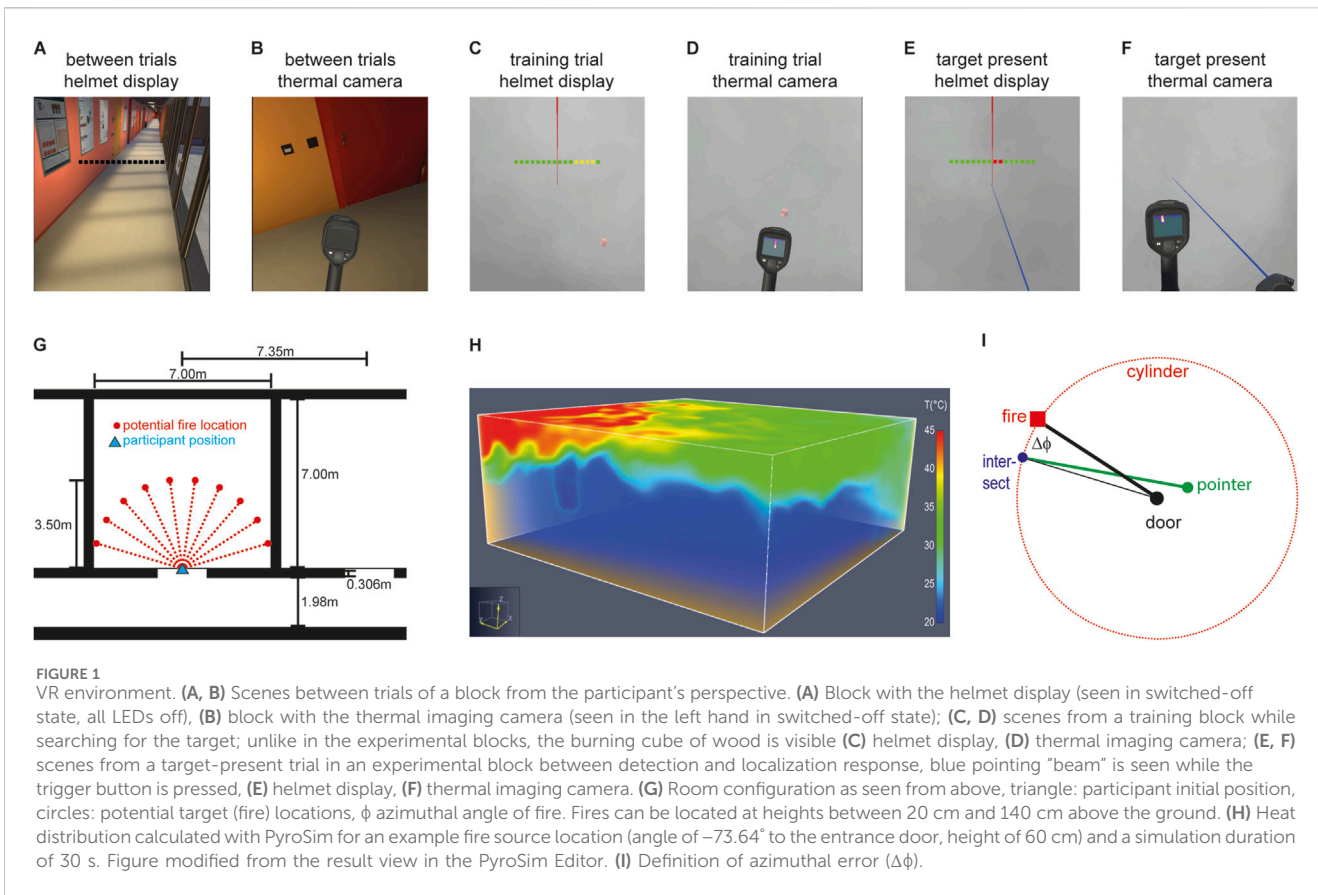 A
between trials
helmet display
B
between trials
thermal camera
C
training trial
helmet display
D
training trial
thermal camera
E
target present
helmet display
F
target present
thermal camera
G
7.35m
7.00m
potential fire location
participant position
7.00m
3.50m
0.306m
1.98m
H
T(°C)
45
40
35
30
25
20
Z
X
I
cylinder
fire
Δϕ
inter-
sect
pointer
door
FIGURE 1
VR environment. (A, B) Scenes between trials of a block from the participant’s perspective. (A) Block with the helmet display (seen in switched-off
state, all LEDs off), (B) block with the thermal imaging camera (seen in the left hand in switched-off state); (C, D) scenes from a training block while
searching for the target; unlike in the experimental blocks, the burning cube of wood is visible (C) helmet display, (D) thermal imaging camera; (E, F)
scenes from a target-present trial in an experimental block between detection and localization response, blue pointing “beam” is seen while the
trigger button is pressed, (E) helmet display, (F) thermal imaging camera. (G) Room configuration as seen from above, triangle: participant initial position,
circles: potential target (fire) locations, ϕ azimuthal angle of fire. Fires can be located at heights between 20 cm and 140 cm above the ground. (H) Heat
distribution calculated with PyroSim for an example fire source location (angle of −73.64° to the entrance door, height of 60 cm) and a simulation duration
of 30 s. Figure modified from the result view in the PyroSim Editor. (I) Definition of azimuthal error (Δϕ).